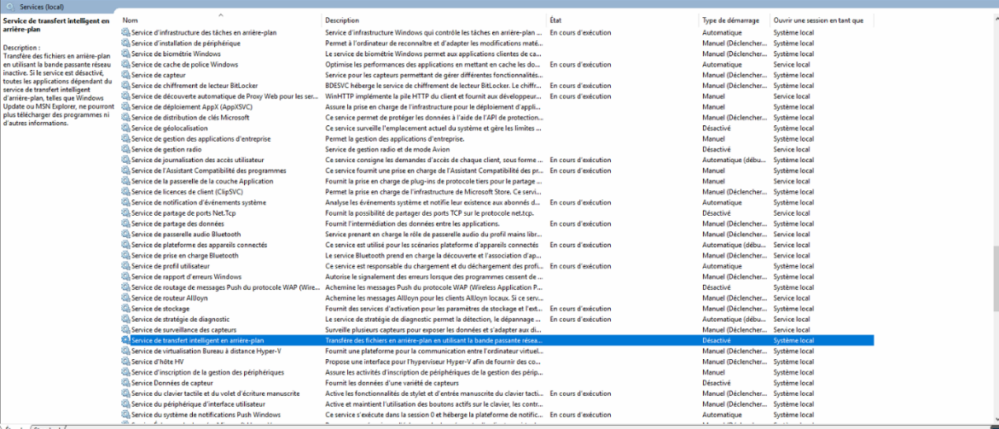 Services (local)
Service de transfert intelligent en
arrière-plan
Description :
Transfère des fichiers en arrière-plan
en utilisant la bande passante réseau
inactive. Si le service est désactivé,
toutes les applications dépendant du
service de transfert intelligent
d'arrière-plan, telles que Windows
Update ou MSN Explorer, ne pourront
plus télécharger des programmes ni
d'autres informations.
Nom Description État Type de démarrage Ouvrir une session en tant que
Service d'infrastructure des tâches en arrière-plan Service d'infrastructure Windows qui contrôle les tâches en arrière-plan ... En cours d'exécution Automatique Système local
Service d'installation de périphérique Permet à l'ordinateur de reconnaître et d'adapter les modifications maté... Manuel (Déclencher... Système local
Service de biométrie Windows Le service de biométrie Windows permet aux applications clientes de ca... Manuel (Déclencher... Système local
Service de cache de police Windows Optimise les performances des applications en mettant en cache les do... En cours d'exécution Automatique Service local
Service de capteur Service pour les capteurs permettant de gérer différentes fonctionnalités... Manuel (Déclencher... Système local
Service de chiffrement de lecteur BitLocker BDESVC héberge le service de chiffrement de lecteur BitLocker. Le chiffr... En cours d'exécution Manuel (Déclencher... Système local
Service de découverte automatique de Proxy Web pour les ser... WinHTTP implémente la pile HTTP du client et fournit aux développeur... En cours d'exécution Manuel Service local
Service de déploiement AppX (AppXSVC) Assure la prise en charge de l'infrastructure pour le déploiement d'appli... Manuel Système local
Service de distribution de clés Microsoft Ce service permet de protéger les données à l'aide de l'API de protection... Manuel (Déclencher... Système local
Service de géolocalisation Ce service surveille l'emplacement actuel du système et gère les limites ... Désactivé Système local
Service de gestion des applications d'entreprise Permet la gestion des applications d'entreprise. Manuel Système local
Service de gestion radio Service de gestion radio et de mode Avion Désactivé Service local
Service de journalisation des accès utilisateur Ce service consigne les demandes d'accès de chaque client, sous forme ... En cours d'exécution Automatique (débu... Système local
Service de l'Assistant Compatibilité des programmes Ce service fournit une prise en charge de l'Assistant Compatibilité des pr... En cours d'exécution Manuel Système local
Service de la passerelle de la couche Application Fournit la prise en charge de plug-ins de protocole tiers pour le partage ... Manuel Service local
Service de licences de client (ClipSVC) Permet la prise en charge de l'infrastructure de Microsoft Store. Ce servi... Manuel (Déclencher... Système local
Service de notification d'événements système Analyse les événements système et notifie leur existence aux abonnés d... En cours d'exécution Automatique Système local
Service de partage de ports Net.Tcp Fournit la possibilité de partager des ports TCP sur le protocole net.tcp. Désactivé Service local
Service de partage des données Fournit l'intermédiation des données entre les applications. En cours d'exécution Manuel (Déclencher... Système local
Service de passerelle audio Bluetooth Service prenant en charge le rôle de passerelle audio du profil mains libr... Manuel (Déclencher... Service local
Service de plateforme des appareils connectés Ce service est utilisé pour les scénarios plateforme d'appareils connectés En cours d'exécution Automatique (débu... Service local
Service de prise en charge Bluetooth Le service Bluetooth prend en charge la découverte et l'association d'ap... Manuel (Déclencher... Service local
Service de profil utilisateur Ce service est responsable du chargement et du déchargement des profi... En cours d'exécution Automatique Système local
Service de rapport d'erreurs Windows Autorise le signalement des erreurs lorsque des programmes cessent de ... Manuel (Déclencher... Système local
Service de routage de messages Push du protocole WAP (Wire... Achemine les messages Push du protocole WAP (Wireless Application P... Désactivé Système local
Service de routeur AllJoyn Achemine les messages AllJoyn pour les clients AllJoyn locaux. Si ce serv... Manuel (Déclencher... Service local
Service de stockage Fournit des services d'activation pour les paramètres de stockage et l'ext... En cours d'exécution Manuel (Déclencher... Système local
Service de stratégie de diagnostic Le service de stratégie de diagnostic permet la détection, le dépannage ... En cours d'exécution Automatique (débu... Service local
Service de surveillance des capteurs Surveille plusieurs capteurs pour exposer les données et s'adapter aux di... Manuel (Déclencher... Service local
Service de transfert intelligent en arrière-plan Transfère des fichiers en arrière-plan en utilisant la bande passante résea... Désactivé Système local
Service de virtualisation Bureau à distance Hyper-V Fournit une plateforme pour la communication entre l'ordinateur virtuel... Manuel (Déclencher... Système local
Service d'hôte HV Propose une interface pour l'hyperviseur Hyper-V afin de fournir des co... Manuel (Déclencher... Système local
Service d'inscription de la gestion des périphériques Assure les activités d'inscription de périphériques de la gestion des périp... Manuel Système local
Service Données de capteur Fournit les données d'une variété de capteurs Désactivé Système local
Service du clavier tactile et du volet d'écriture manuscrite Active les fonctionnalités de stylet et d'entrée manuscrite du clavier tacti... En cours d'exécution Manuel (Déclencher... Système local
Service du périphérique d'interface utilisateur Active et maintient l'utilisation des boutons actifs sur le clavier, les contr... Manuel (Déclencher... Système local
Service du système de notifications Push Windows Ce service s'exécute dans la session 0 et héberge la plateforme de notific... En cours d'exécution Automatique Système local